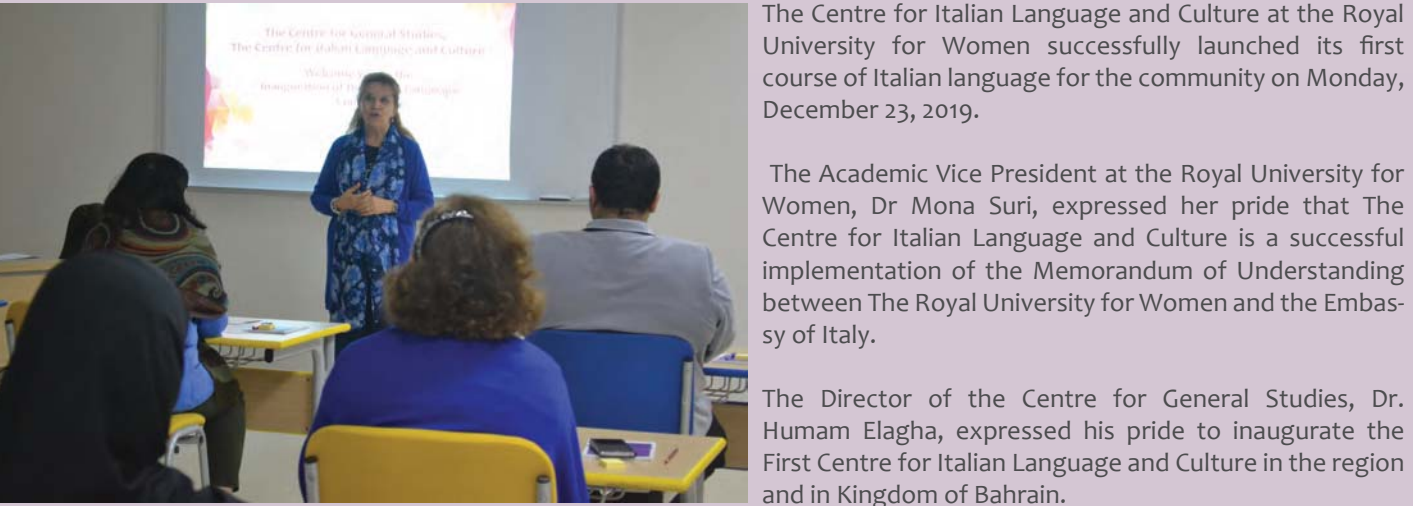 The Centre for General Studies,
The Centre for Italian Language and Culture
Welcome
Inauguration of
The Centre for Italian Language and Culture at the Royal
University for Women successfully launched its first
course of Italian language for the community on Monday,
December 23, 2019.
The Academic Vice President at the Royal University for
Women, Dr Mona Suri, expressed her pride that The
Centre for Italian Language and Culture is a successful
implementation of the Memorandum of Understanding
between The Royal University for Women and the Embas-
sy of Italy.
The Director of the Centre for General Studies, Dr.
Humam Elagha, expressed his pride to inaugurate the
First Centre for Italian Language and Culture in the region
and in Kingdom of Bahrain.